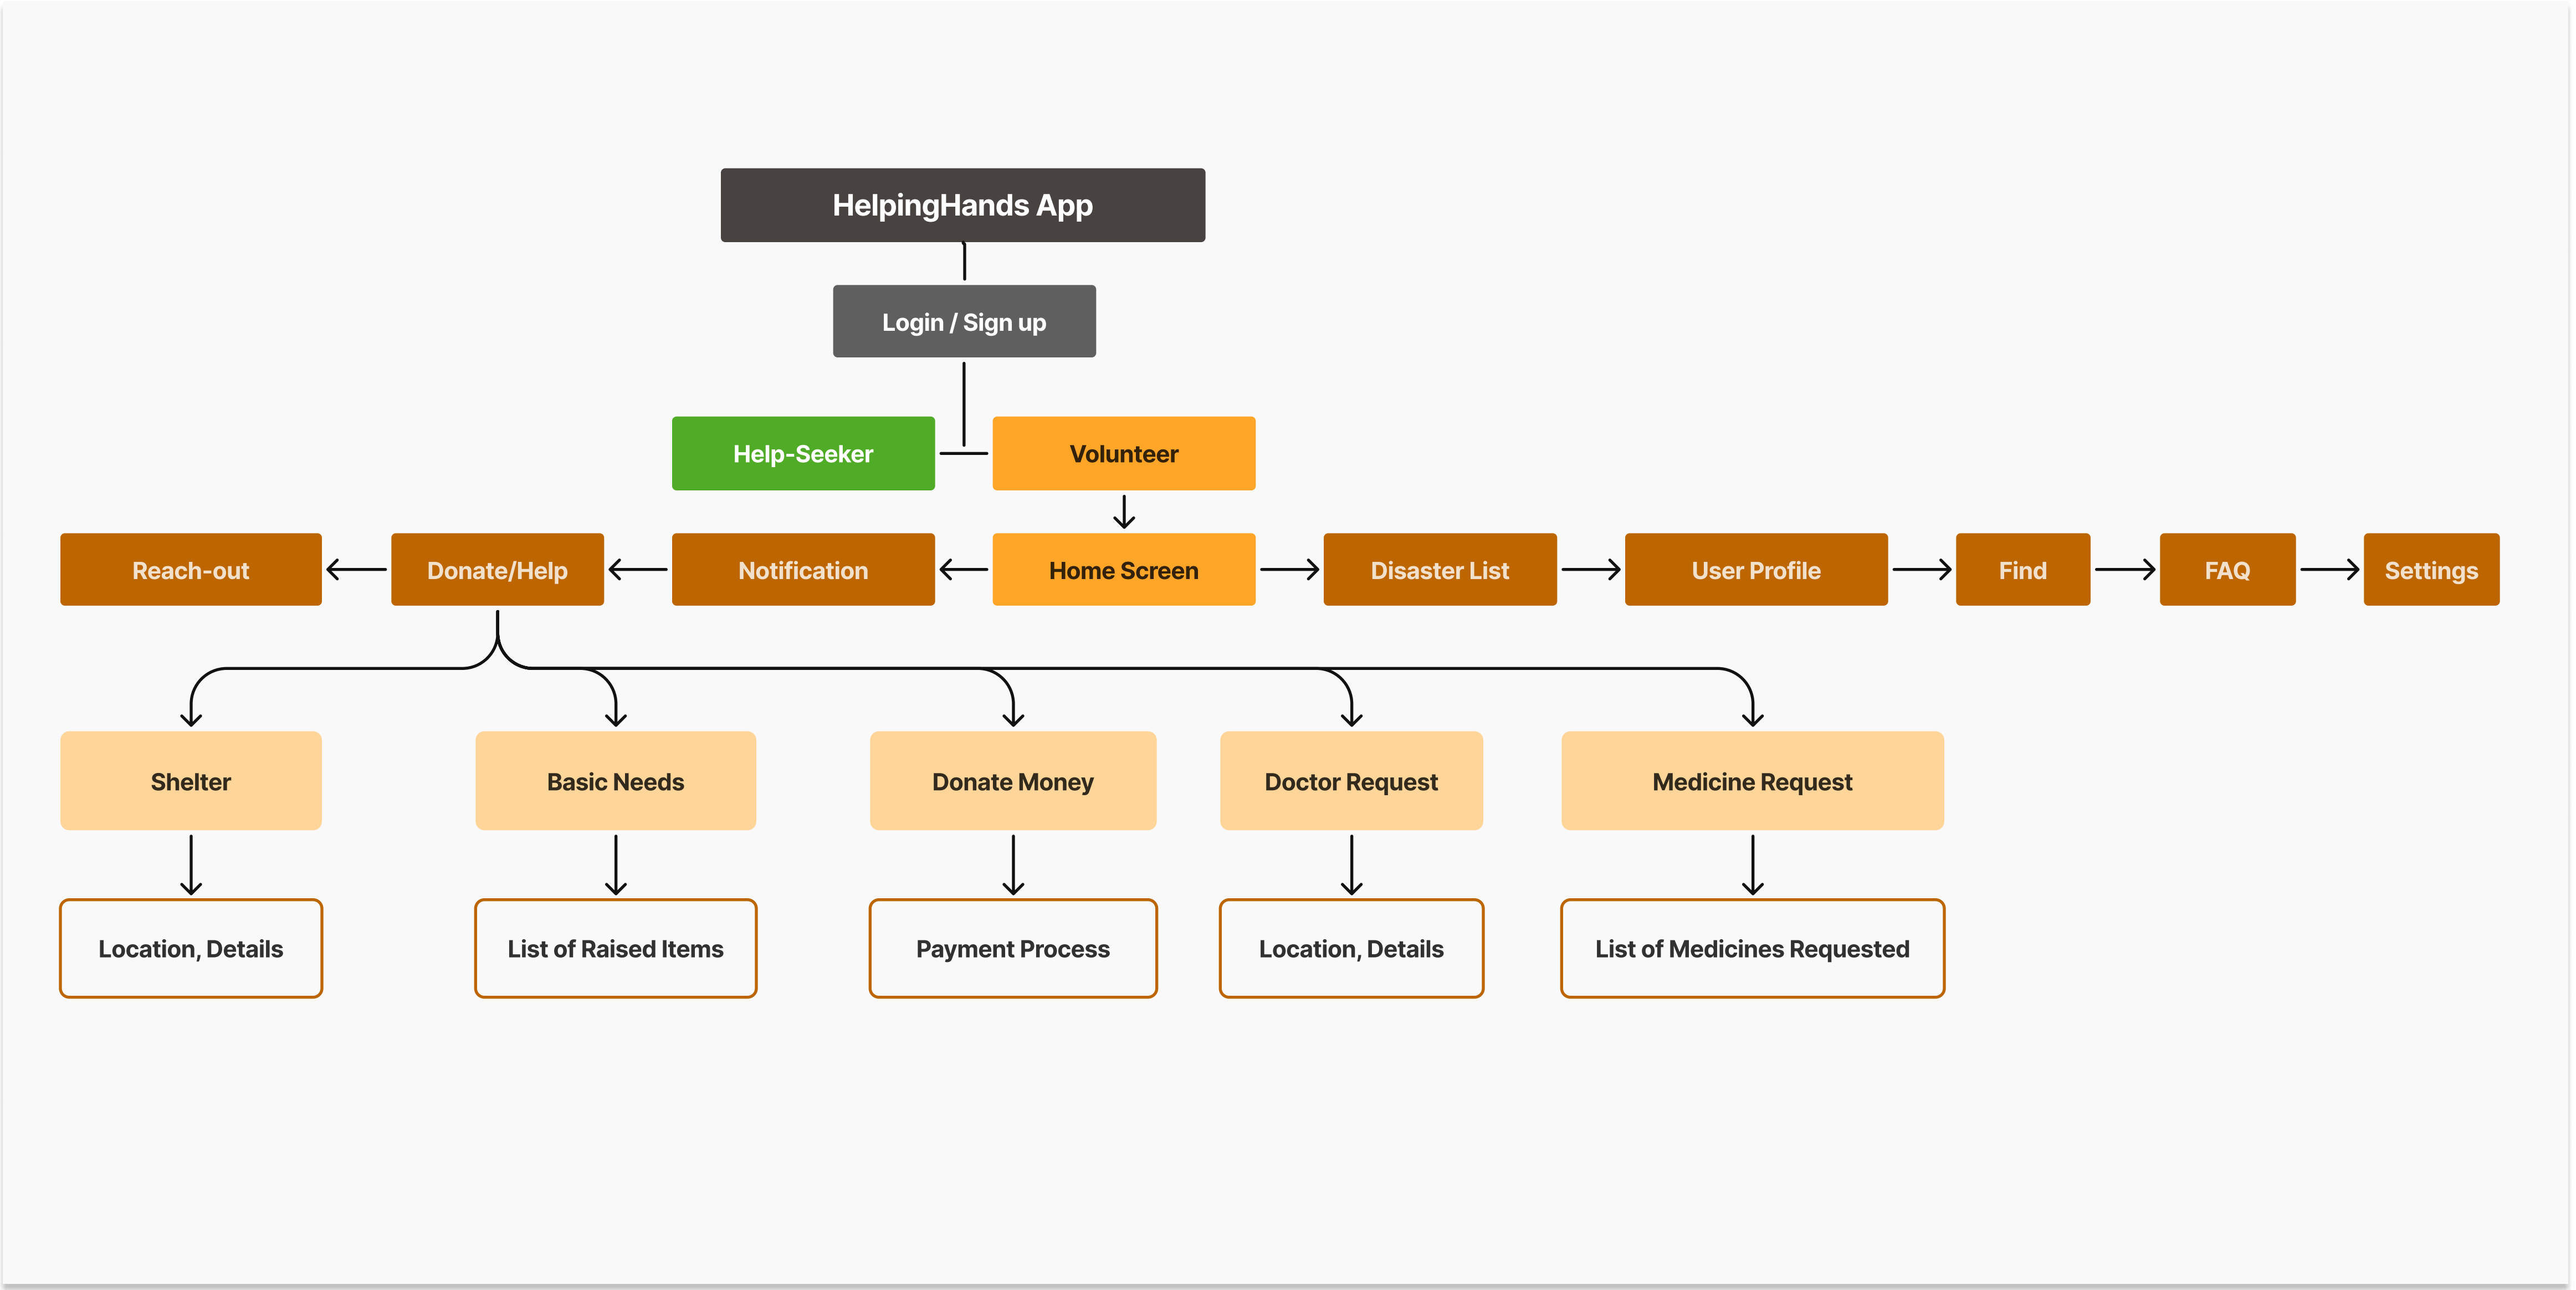 HelpingHands App
Login / Sign up
Help-Seeker
Volunteer
Reach-out
Donate/Help
Notification
Home Screen
Disaster List
User Profile
Find
FAQ
Settings
Shelter
Basic Needs
Donate Money
Doctor Request
Medicine Request
Location, Details
List of Raised Items
Payment Process
Location, Details
List of Medicines Requested